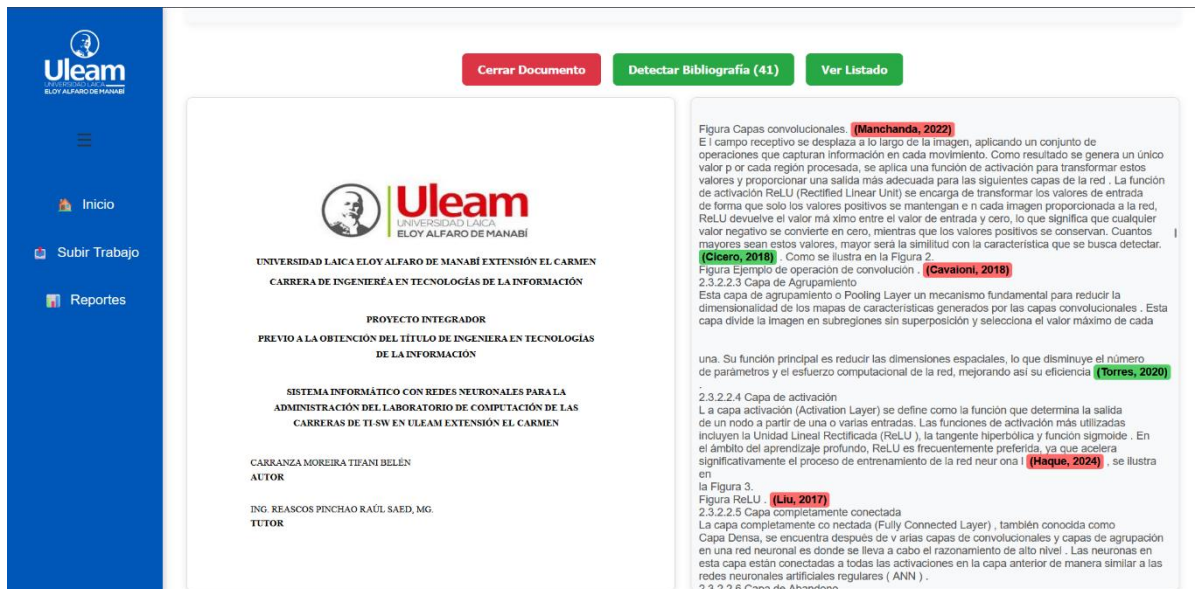 Uleam
UNIVERSIDAD LAICA
ELOY ALFARO DE MANABÍ
Inicio
Subir Trabajo
Reportes
Cerrar Documento
Detectar Bibliografía (41)
Ver Listado
Uleam
UNIVERSIDAD LAICA
ELOY ALFARO DE MANABÍ
UNIVERSIDAD LAICA ELOY ALFARO DE MANABÍ EXTENSIÓN EL CARMEN
CARRERA DE INGENIERÉA EN TECNOLOGÍAS DE LA INFORMACIÓN
PROYECTO INTEGRADOR
PREVIO A LA OBTENCIÓN DEL TÍTULO DE INGENIERA EN TECNOLOGÍAS
DE LA INFORMACIÓN
SISTEMA INFORMÁTICO CON REDES NEURONALES PARA LA
ADMINISTRACIÓN DEL LABORATORIO DE COMPUTACIÓN DE LAS
CARRERAS DE TI-SW EN ULEAM EXTENSIÓN EL CARMEN
CARRANZA MOREIRA TIFANI BELÉN
AUTOR
ING. REASCOS PINCHAO RAÚL SAED, MG.
TUTOR
Figura Capas convolucionales. (Manchanda, 2022)
E l campo receptivo se desplaza a lo largo de la imagen, aplicando un conjunto de
operaciones que capturan información en cada movimiento. Como resultado se genera un único
valor p or cada región procesada, se aplica una función de activación para transformar estos
valores y proporcionar una salida más adecuada para las siguientes capas de la red . La función
de activación ReLU (Rectified Linear Unit) se encarga de transformar los valores de entrada
de forma que solo los valores positivos se mantengan e n cada imagen proporcionada a la red,
ReLU devuelve el valor má ximo entre el valor de entrada y cero, lo que significa que cualquier
valor negativo se convierte en cero, mientras que los valores positivos se conservan. Cuantos
mayores sean estos valores, mayor será la similitud con la característica que se busca detectar.
(Cicero, 2018) . Como se ilustra en la Figura 2.
Figura Ejemplo de operación de convolución . (Cavaioni, 2018)
2.3.2.2.3 Capa de Agrupamiento
Esta capa de agrupamiento o Pooling Layer un mecanismo fundamental para reducir la
dimensionalidad de los mapas de características generados por las capas convolucionales . Esta
capa divide la imagen en subregiones sin superposición y selecciona el valor máximo de cada
una. Su función principal es reducir las dimensiones espaciales, lo que disminuye el número
de parámetros y el esfuerzo computacional de la red, mejorando así su eficiencia (Torres, 2020)
.
2.3.2.2.4 Capa de activación
L a capa activación (Activation Layer) se define como la función que determina la salida
de un nodo a partir de una o varias entradas. Las funciones de activación más utilizadas
incluyen la Unidad Lineal Rectificada (ReLU ), la tangente hiperbólica y función sigmoide . En
el ámbito del aprendizaje profundo, ReLU es frecuentemente preferida, ya que acelera
significativamente el proceso de entrenamiento de la red neur ona l (Haque, 2024) , se ilustra
en
la Figura 3.
Figura ReLU . (Liu, 2017)
2.3.2.2.5 Capa completamente conectada
La capa completamente co nectada (Fully Connected Layer) , también conocida como
Capa Densa, se encuentra después de v arias capas de convolucionales y capas de agrupación
en una red neuronal es donde se lleva a cabo el razonamiento de alto nivel . Las neuronas en
esta capa están conectadas a todas las activaciones en la capa anterior de manera similar a las
redes neuronales artificiales regulares ( ANN ) .
2.3.2.2.6 Capa de Abandono